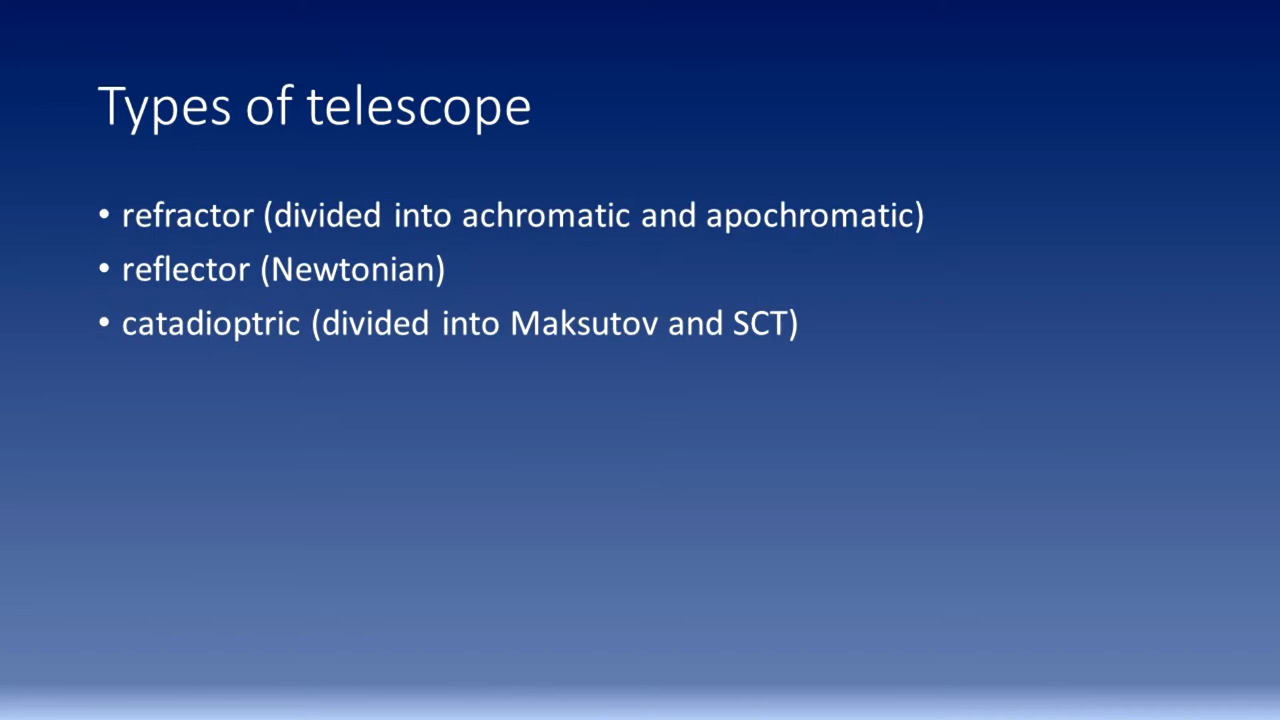 Types of telescope
• refractor (divided into achromatic and apochromatic)
• reflector (Newtonian)
• catadioptric (divided into Maksutov and SCT)